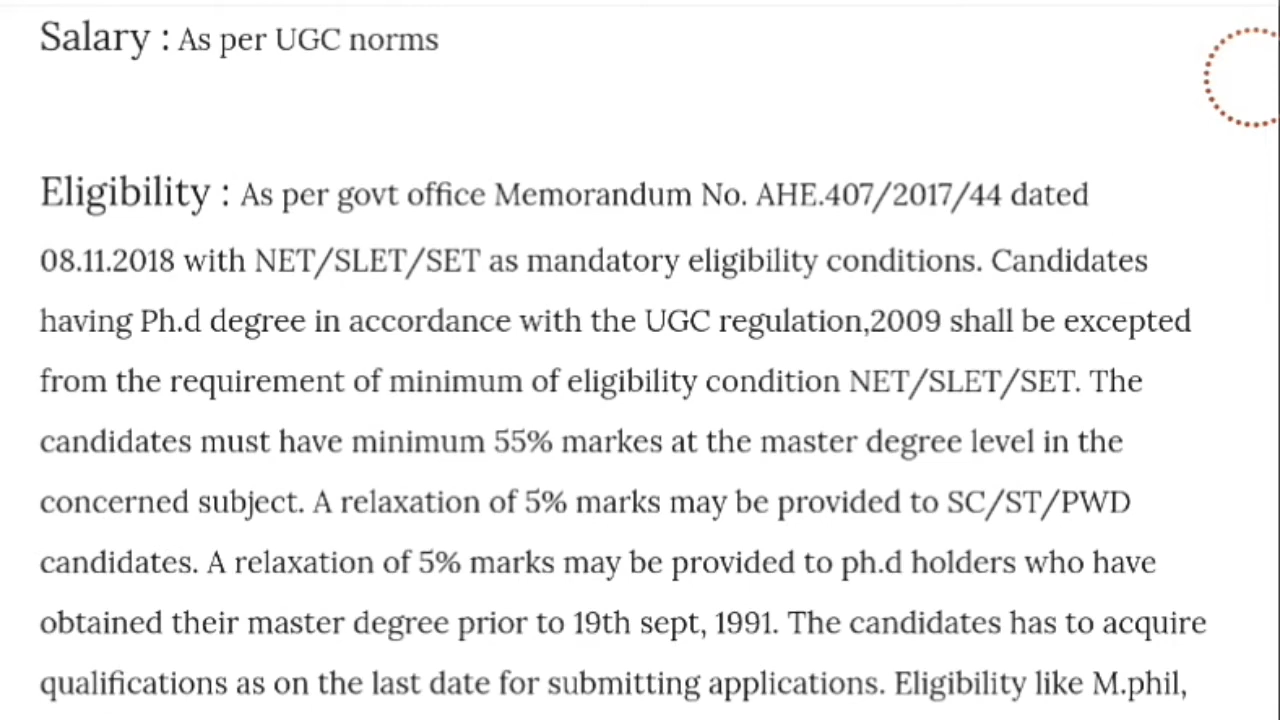 Salary : As per UGC norms
Eligibility : As per govt office Memorandum No. AHE.407/2017/44 dated
08.11.2018 with NET/SLET/SET as mandatory eligibility conditions. Candidates
having Ph.d degree in accordance with the UGC regulation,2009 shall be excepted
from the requirement of minimum of eligibility condition NET/SLET/SET. The
candidates must have minimum 55% markes at the master degree level in the
concerned subject. A relaxation of 5% marks may be provided to SC/ST/PWD
candidates. A relaxation of 5% marks may be provided to ph.d holders who have
obtained their master degree prior to 19th sept, 1991. The candidates has to acquire
qualifications as on the last date for submitting applications. Eligibility like M.phil,